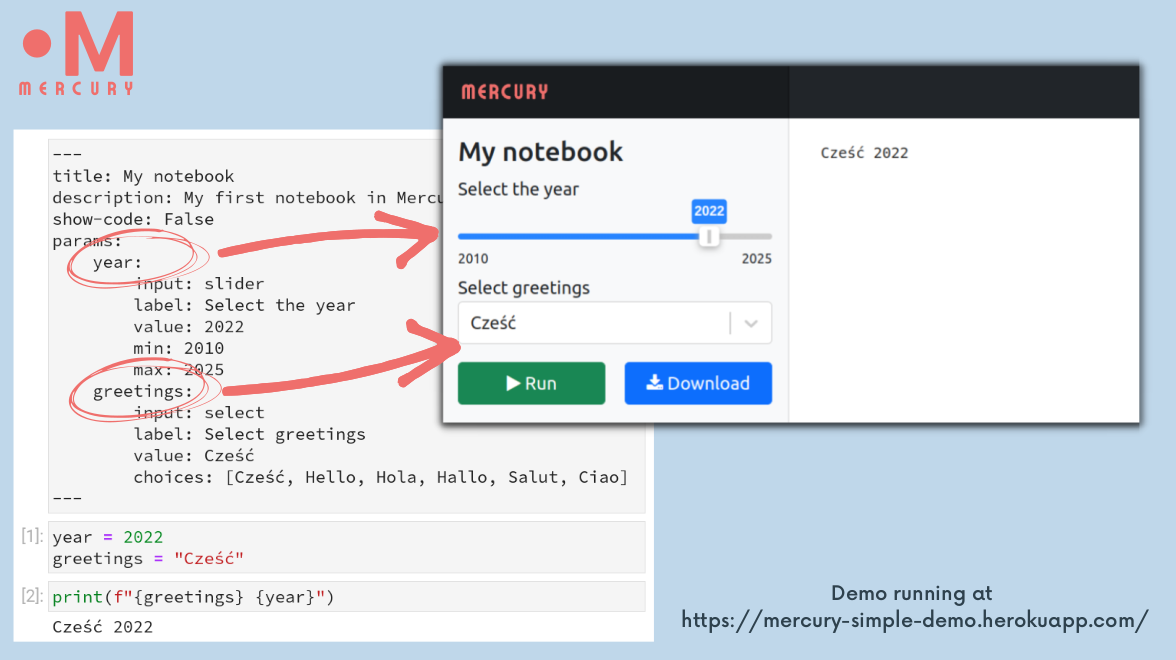 M
MERCURY
---
title: My notebook
description: My first notebook in Mercu
show-code: False
params:
year:
input: slider
label: Select the year
value: 2022
min: 2010
max: 2025
greetings:
input: select
label: Select greetings
value: Cześć
choices: [Cześć, Hello, Hola, Hallo, Salut, Ciao]
---
[1]: year = 2022
greetings = "Cześć"
[2]: print(f"{greetings} {year}")
Cześć 2022
MERCURY
My notebook
Select the year
2022
2010 2025
Select greetings
Cześć
Run Download
Cześć 2022
Demo running at
https://mercury-simple-demo.herokuapp.com/